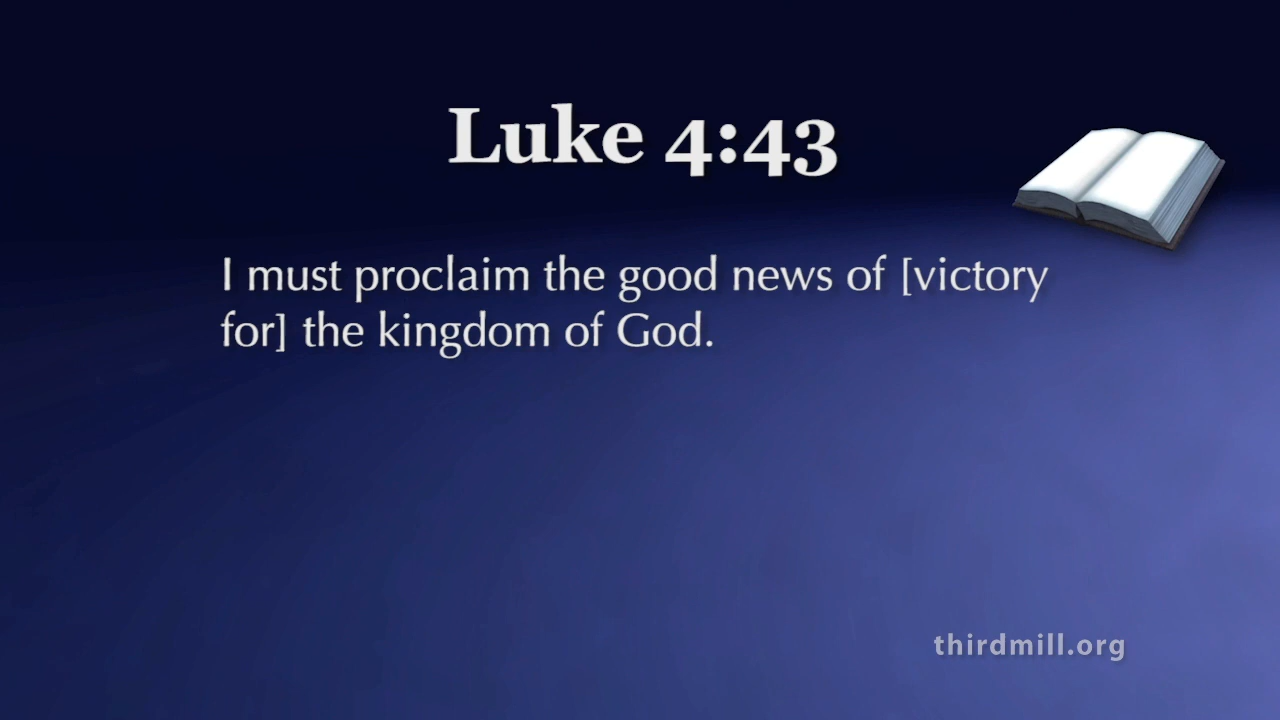 Luke 4:43
I must proclaim the good news of [victory
for] the kingdom of God.
thirdmill.org